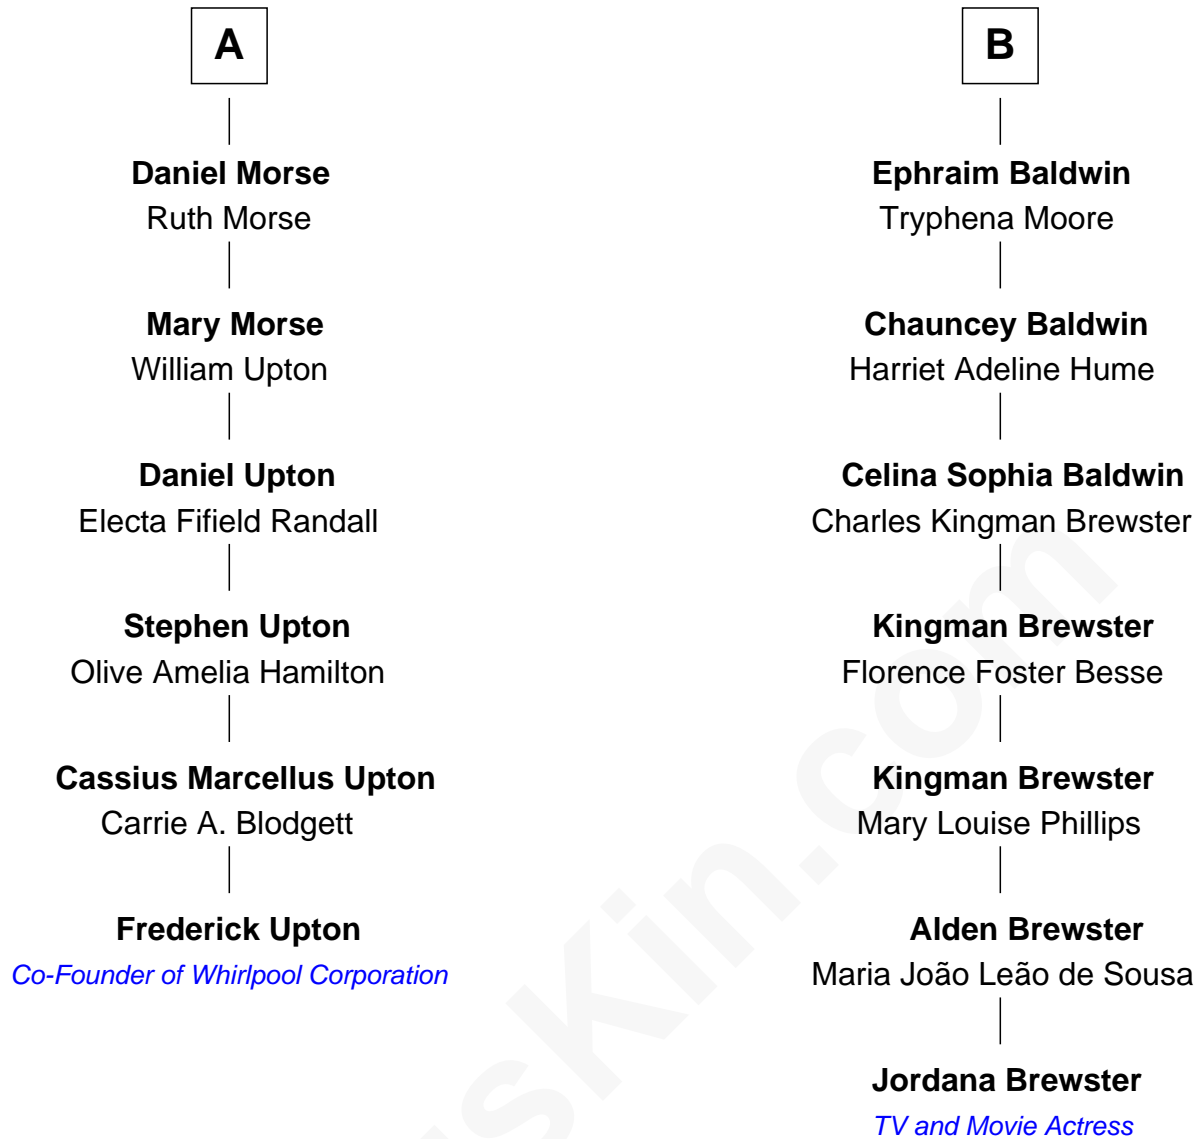 A
Daniel Morse
Ruth Morse
Mary Morse
William Upton
Daniel Upton
Electa Fifield Randall
Stephen Upton
Olive Amelia Hamilton
Cassius Marcellus Upton
Carrie A. Blodgett
Frederick Upton
Co-Founder of Whirlpool Corporation
B
Ephraim Baldwin
Tryphena Moore
Chauncey Baldwin
Harriet Adeline Hume
Celina Sophia Baldwin
Charles Kingman Brewster
Kingman Brewster
Florence Foster Besse
Kingman Brewster
Mary Louise Phillips
Alden Brewster
Maria João Leão de Sousa
Jordana Brewster
TV and Movie Actress